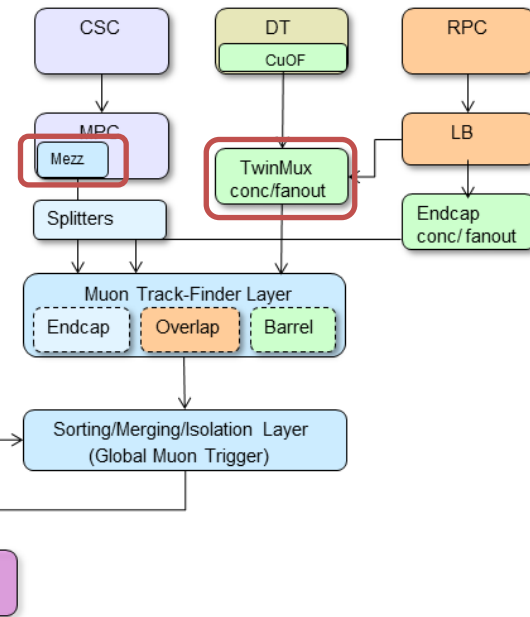 CSC
DT
RPC
CuOF
MPC
Mezz
TwinMux
conc/fanout
LB
Splitters
Endcap
conc/ fanout
Muon Track-Finder Layer
Endcap
Overlap
Barrel
Sorting/Merging/Isolation Layer
(Global Muon Trigger)